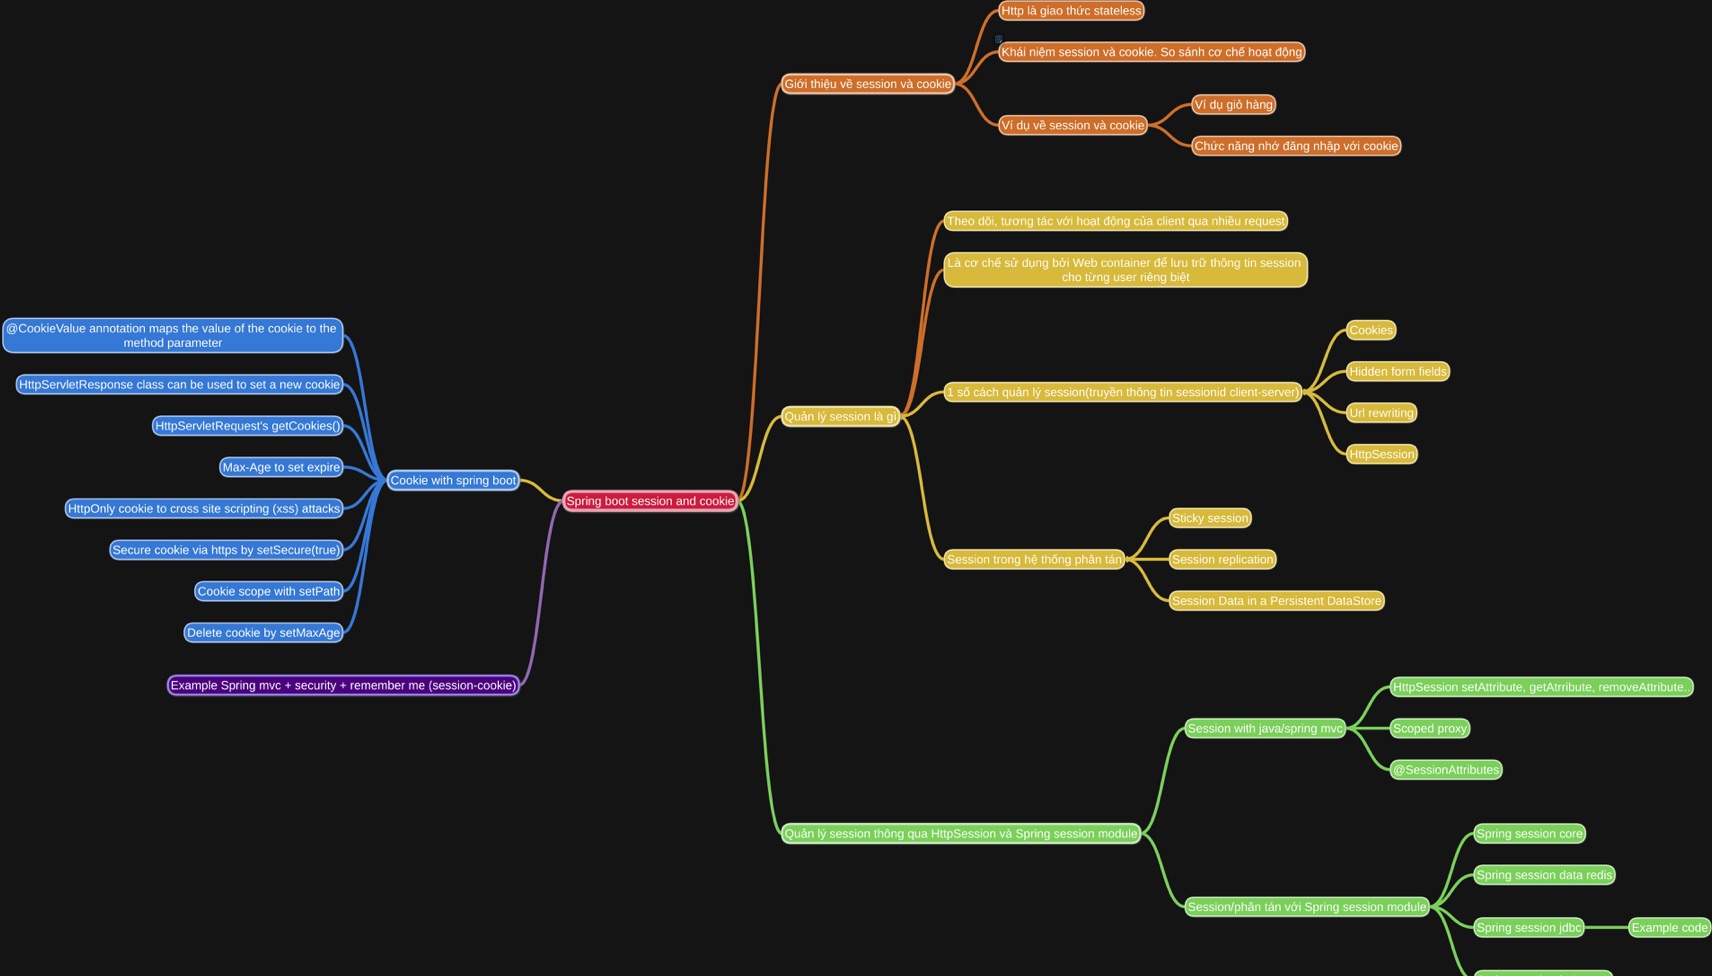 Http là giao thức stateless
Khái niệm session và cookie. So sánh cơ chế hoạt động
Giới thiệu về session và cookie
Ví dụ giỏ hàng
Ví dụ về session và cookie
Chức năng nhớ đăng nhập với cookie
Theo dõi, tương tác với hoạt động của client qua nhiều request
Là cơ chế sử dụng bởi Web container để lưu trữ thông tin session
cho từng user riêng biệt
Cookies
Hidden form fields
1 số cách quản lý session(truyền thông tin sessionid client-server)
Url rewriting
HttpSession
Quản lý session là gì
Sticky session
Session trong hệ thống phân tán
Session replication
Session Data in a Persistent DataStore
@CookieValue annotation maps the value of the cookie to the
method parameter
HttpServletResponse class can be used to set a new cookie
HttpServletRequest's getCookies()
Max-Age to set expire
Cookie with spring boot
Spring boot session and cookie
HttpOnly cookie to cross site scripting (xss) attacks
Secure cookie via https by setSecure(true)
Cookie scope with setPath
Delete cookie by setMaxAge
Example Spring mvc + security + remember me (session-cookie)
HttpSession setAttribute, getAtrribute, removeAttribute..
Session with java/spring mvc
Scoped proxy
@SessionAttributes
Quản lý session thông qua HttpSession và Spring session module
Spring session core
Spring session data redis
Session/phân tán với Spring session module
Spring session jdbc
Example code